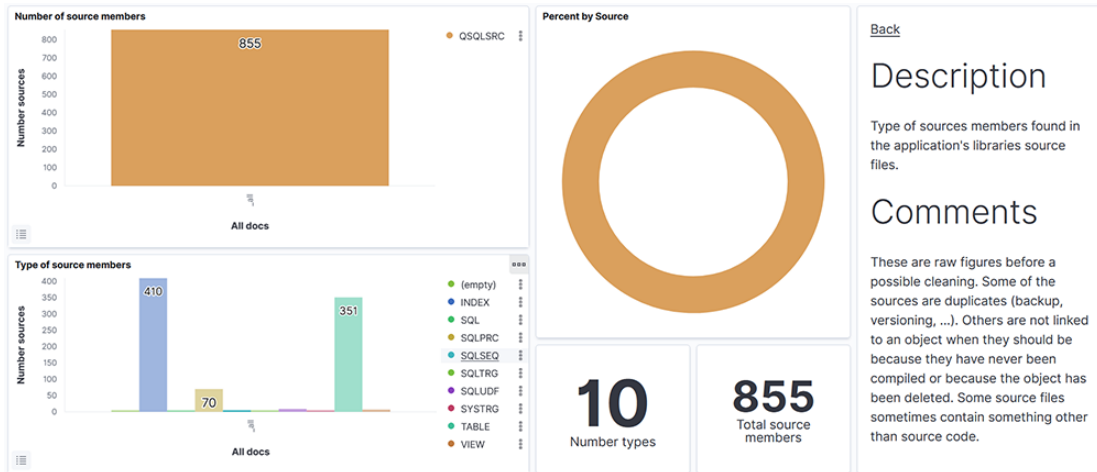 Number of source members
800
700
600
500
400
300
200
100
0
Number sources
855
_all
All docs
QSQLSRC
Type of source members
400
350
300
250
200
150
100
50
0
Number sources
410
70
351
_all
All docs
(empty)
INDEX
SQL
SQLPRC
SQLSEQ
SQLTRG
SQLUDF
SYSTRG
TABLE
VIEW
Percent by Source
10
Number types
855
Total source
members
Back
Description
Type of sources members found in
the application's libraries source
files.
Comments
These are raw figures before a
possible cleaning. Some of the
sources are duplicates (backup,
versioning, ...). Others are not linked
to an object when they should be
because they have never been
compiled or because the object has
been deleted. Some source files
sometimes contain something other
than source code.